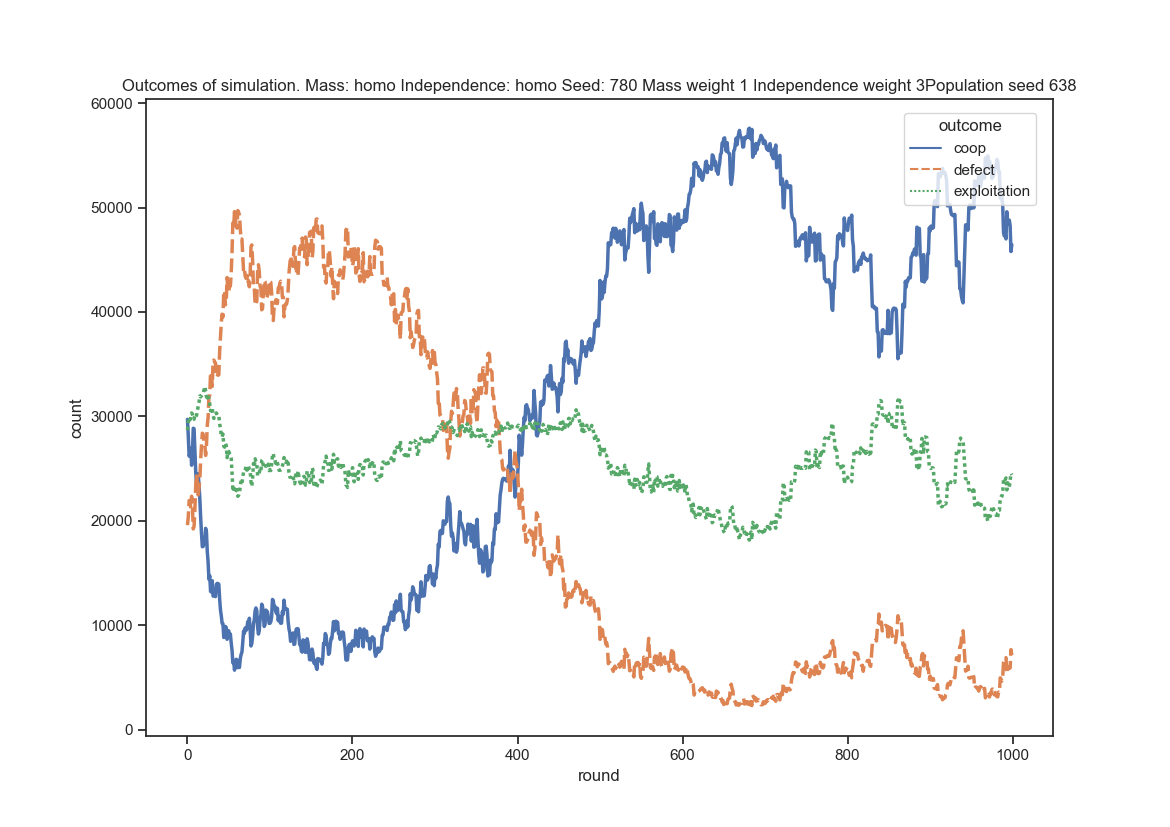 Outcomes of simulation. Mass: homo Independence: homo Seed: 780 Mass weight 1 Independence weight 3Population seed 638
60000
50000
40000
30000
20000
10000
0
count
outcome
coop
defect
exploitation
0 200 400 600 800 1000
round